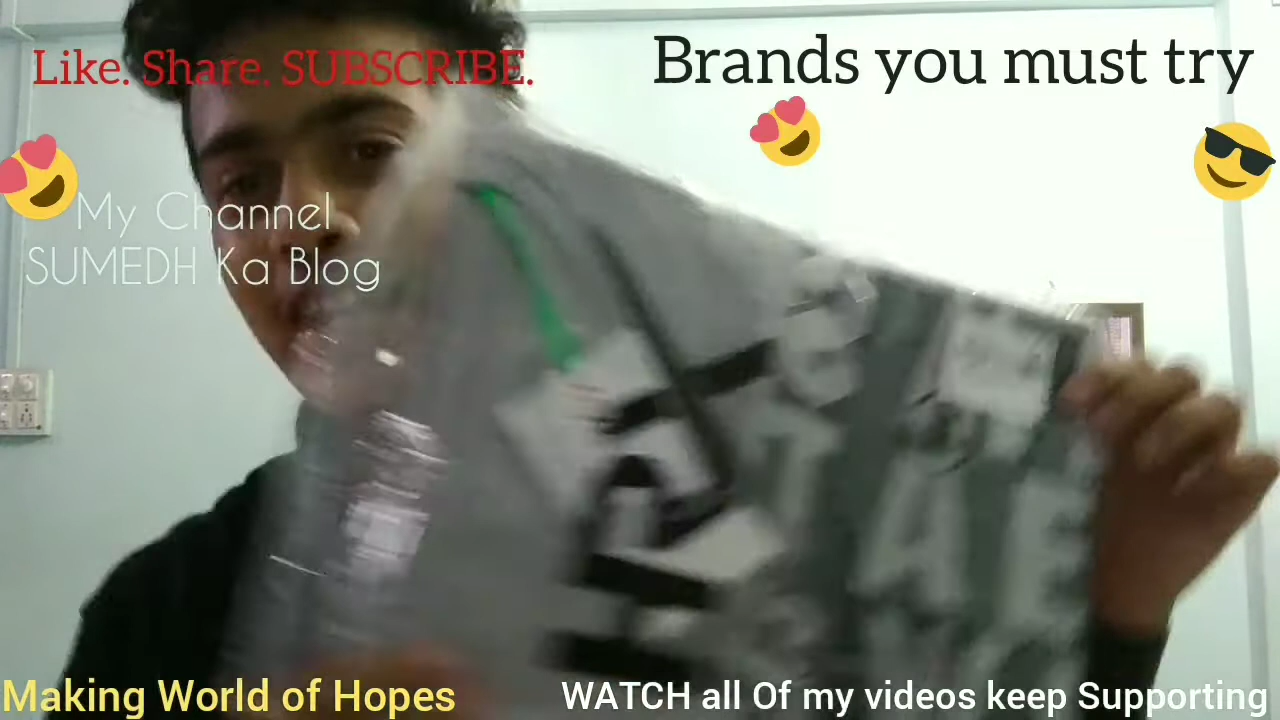 Like. Share. SUBSCRIBE.
Brands you must try
My Channel
SUMEDH Ka Blog
Making World of Hopes
WATCH all Of my videos keep Supporting